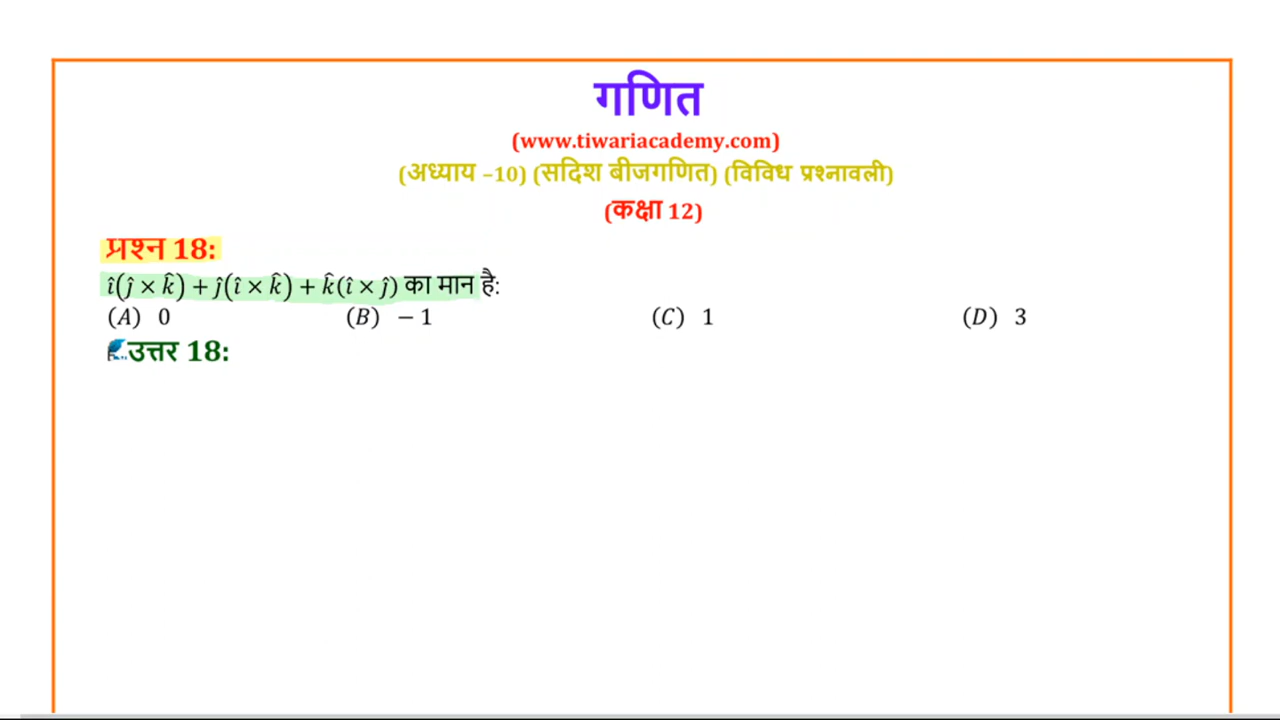 गणित
(www.tiwariacademy.com)
(अध्याय –10) (सदिश बीजगणित) (विविध प्रश्नावली)
(कक्षा 12)
प्रश्न 18:
î(ĵ × k̂) + ĵ(î × k̂) + k̂(î × ĵ) का मान है:
(A) 0 (B) − 1 (C) 1 (D) 3
उत्तर 18: